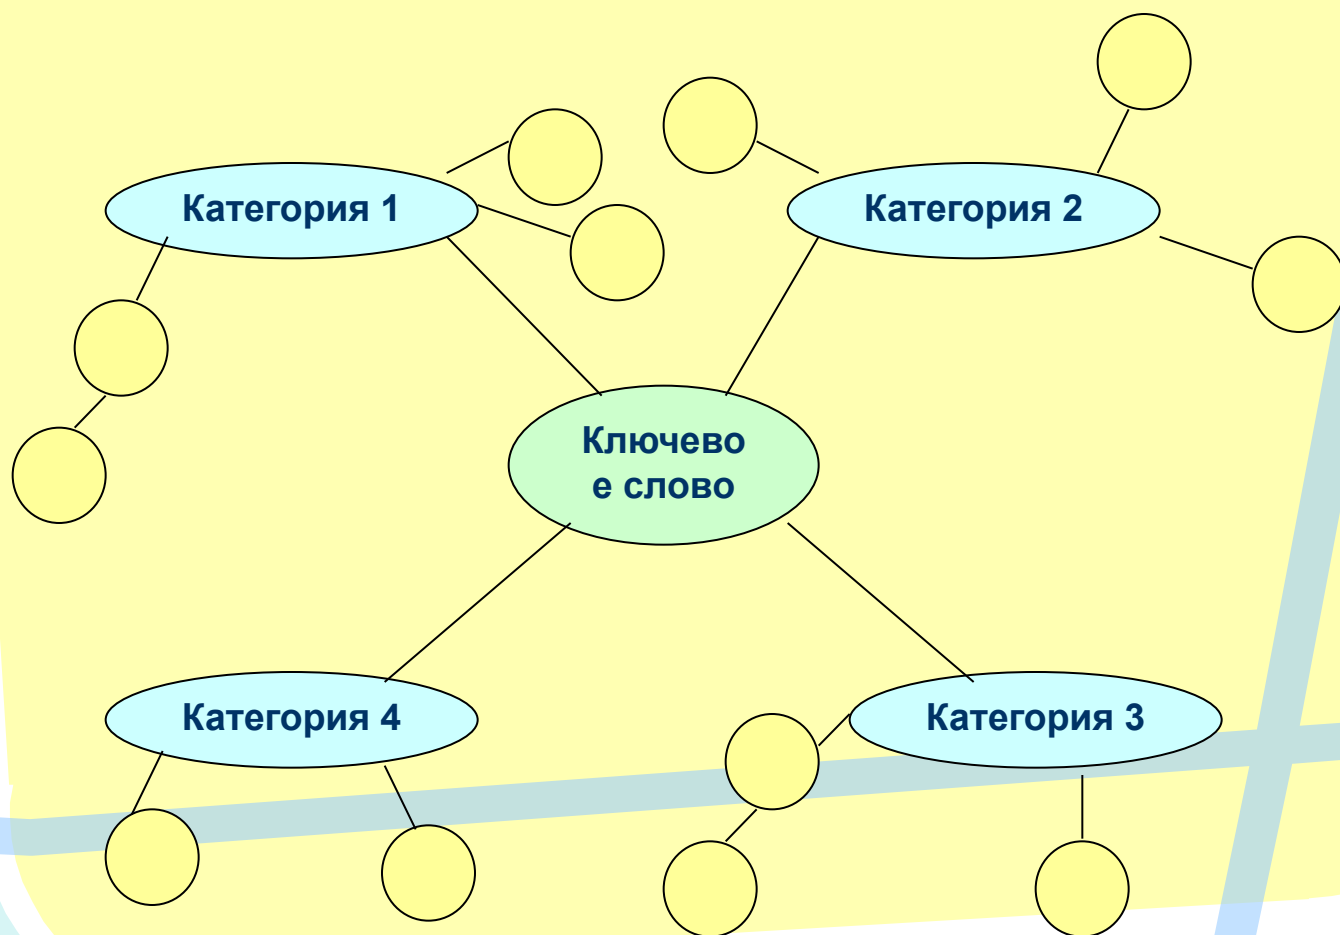 Категория 1
Категория 2
Ключево
е слово
Категория 4
Категория 3